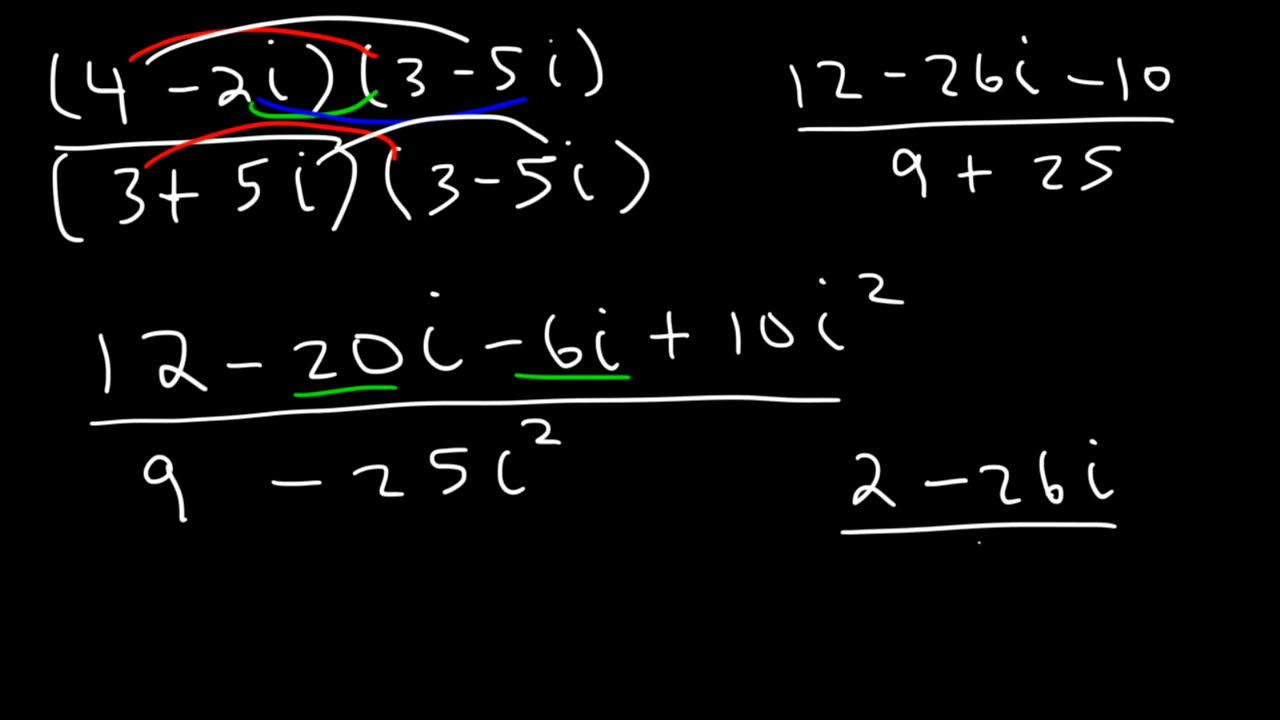 (4 - 2i)(3 - 5i)
(3 + 5i)(3 - 5i)
12 - 26i - 10
9 + 25
12 - 20i - 6i + 10i²
9 - 25i²
2 - 26i